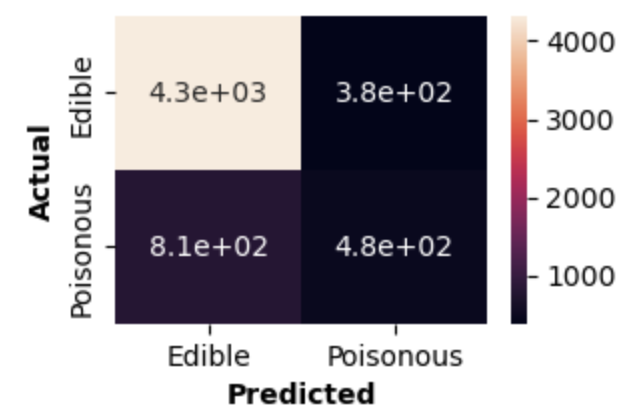 Actual
Edible
Poisonous
4.3e+03 3.8e+02
8.1e+02 4.8e+02
Edible Poisonous
Predicted
4000
3000
2000
1000